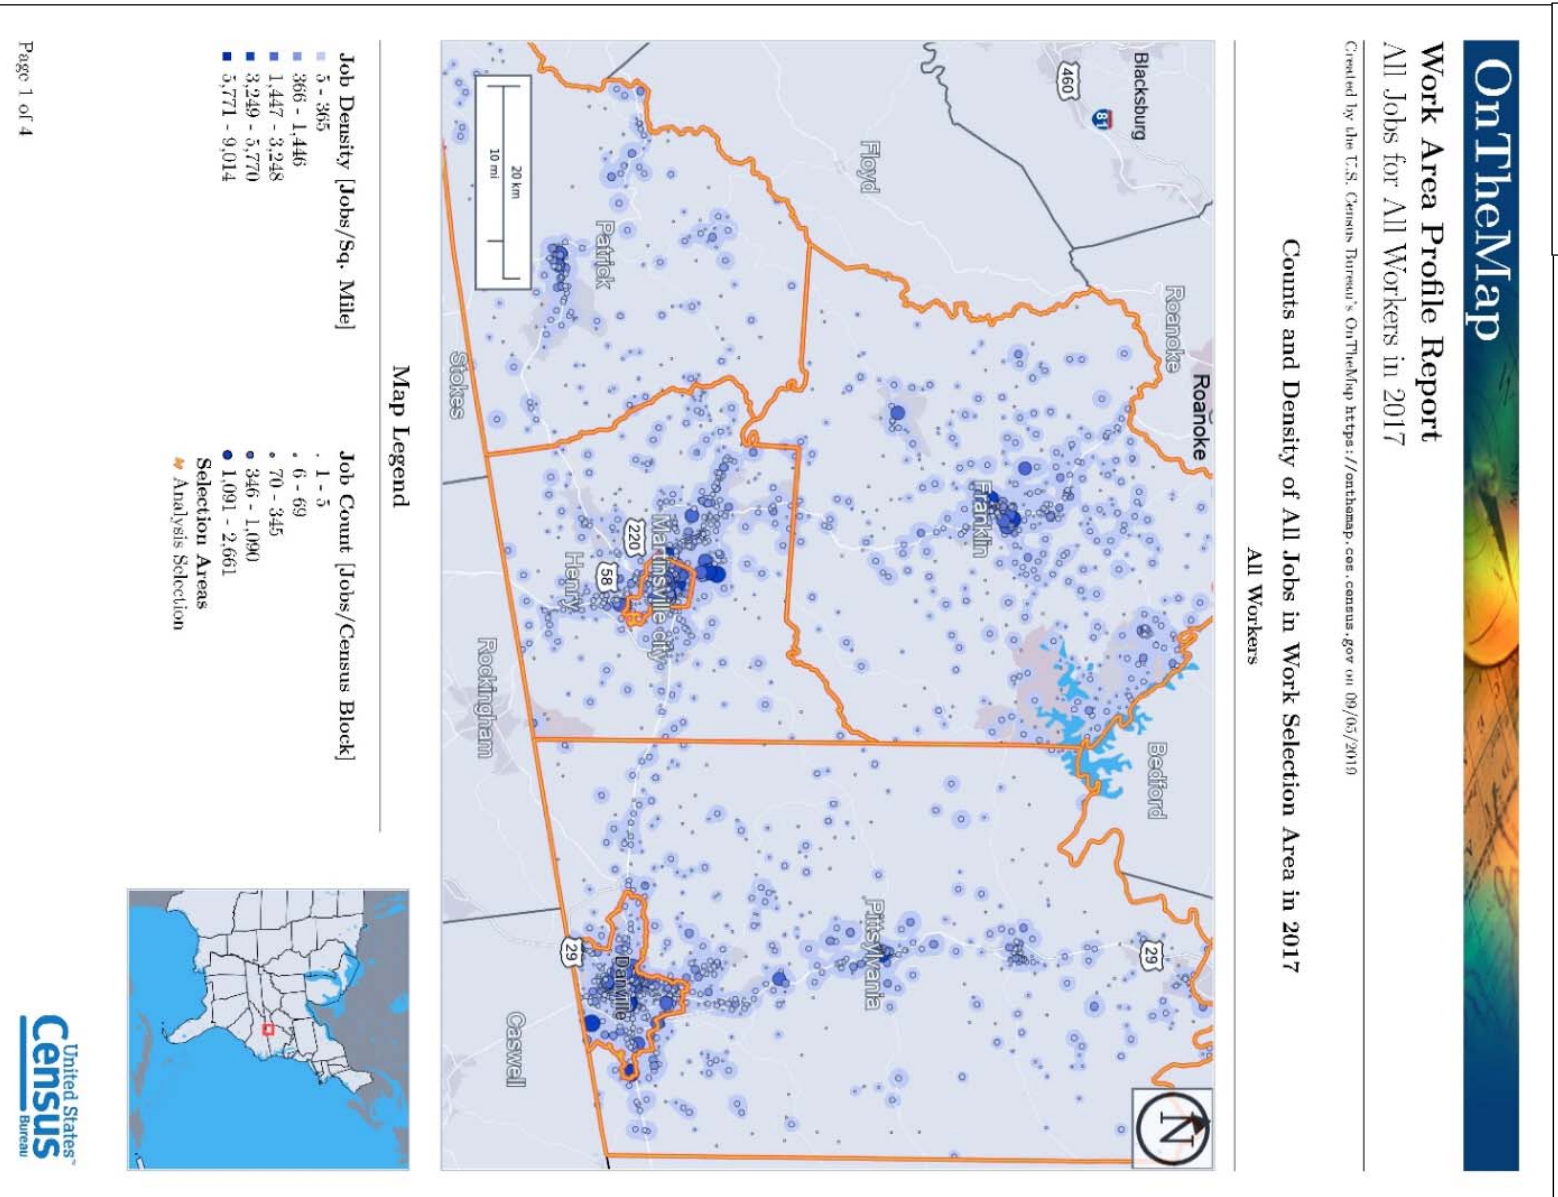 OnTheMap
Work Area Profile Report
All Jobs for All Workers in 2017
Created by the U.S. Census Bureau's OnTheMap https://onthemap.ces.census.gov on 09/05/2019
Counts and Density of All Jobs in Work Selection Area in 2017
All Workers
Blacksburg
460
81
Roanoke
Roanoke
Bedford
29
Floyd
Franklin
Pittsylvania
Patrick
220
Martinsville city
58
Henry
Danville
29
20 km
10 mi
Stokes
Rockingham
Caswell
N
Map Legend
Job Density [Jobs/Sq. Mile]
5 - 365
366 - 1,446
1,447 - 3,248
3,249 - 5,770
5,771 - 9,014
Job Count [Jobs/Census Block]
1 - 5
6 - 69
70 - 345
346 - 1,090
1,091 - 2,661
Selection Areas
Analysis Selection
Page 1 of 4
United States™
Census
Bureau